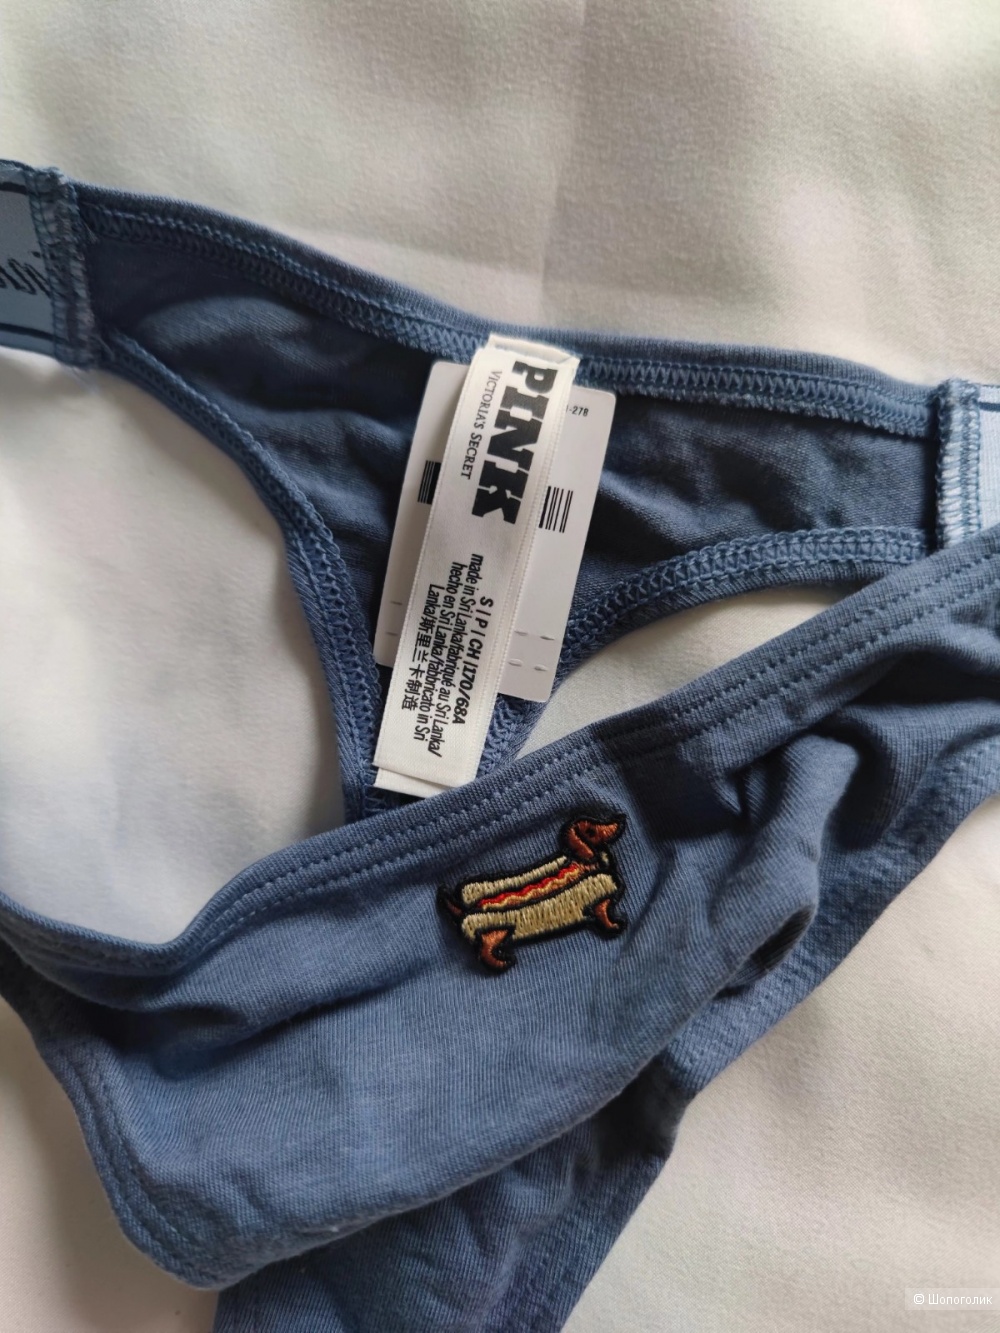 PINK
VICTORIA'S SECRET
S | P | CH | 170/68A
made in Sri Lanka/fabriqué au Sri Lanka/
hecho en Sri Lanka/fabbricato in Sri
Lanka/斯里兰卡制造
-278
© Шопоголик